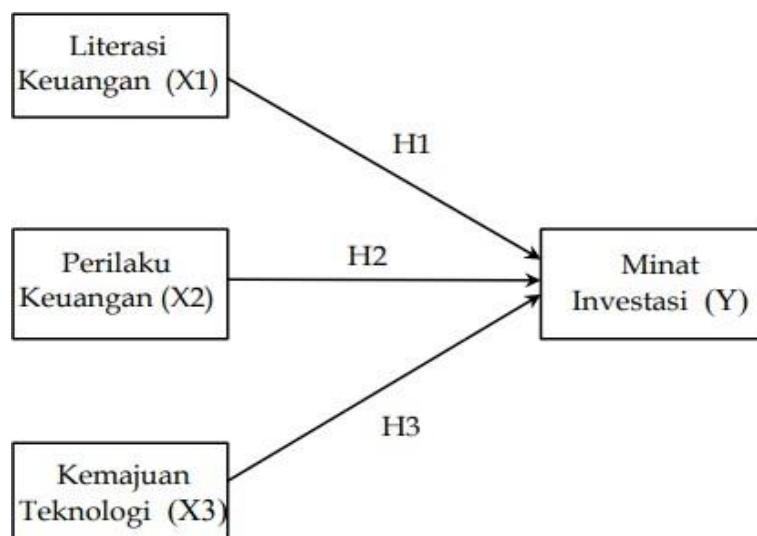 Literasi
Keuangan (X1)
H1
Perilaku
Keuangan (X2)
H2
Minat
Investasi (Y)
H3
Kemajuan
Teknologi (X3)